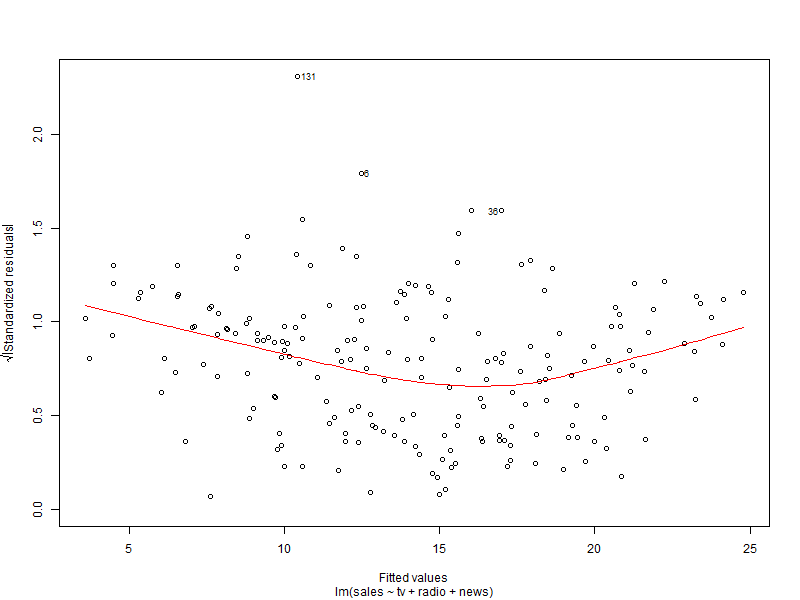 131
6
36
√|Standardized residuals|
2.0
1.5
1.0
0.5
0.0
5 10 15 20 25
Fitted values
lm(sales ~ tv + radio + news)